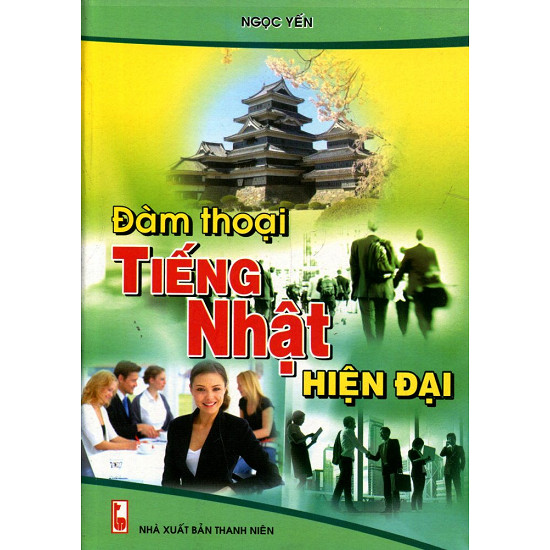 NGỌC YẾN
Đàm thoại
TIẾNG
Nhật
HIỆN ĐẠI
NHÀ XUẤT BẢN THANH NIÊN